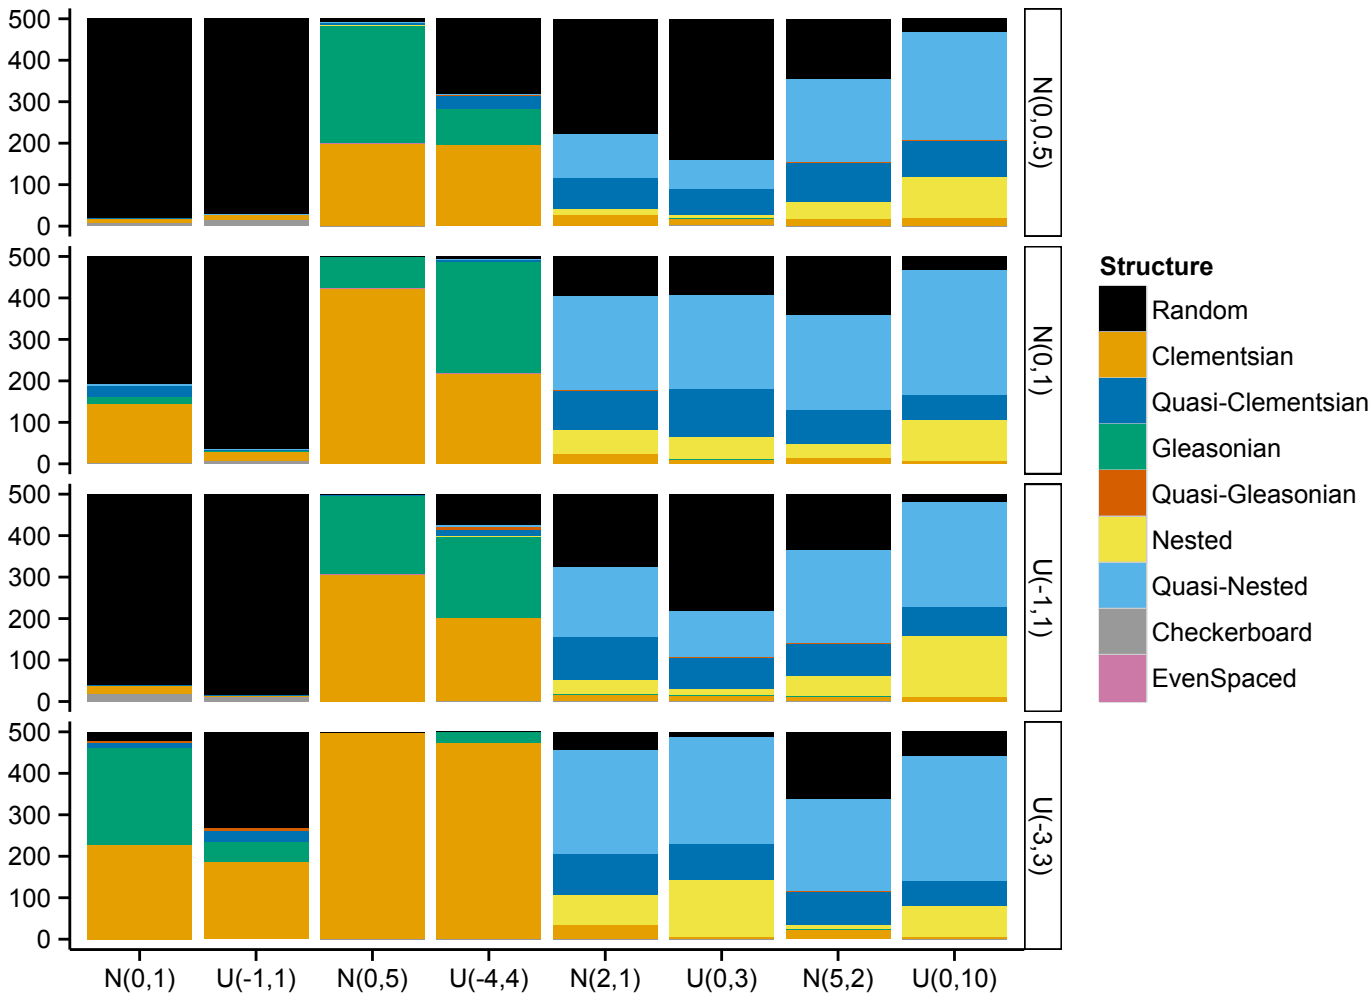 500
400
300
200
100
0
N(0,0.5)
500
400
300
200
100
0
N(0,1)
500
400
300
200
100
0
U(-1,1)
500
400
300
200
100
0
U(-3,3)
N(0,1) U(-1,1) N(0,5) U(-4,4) N(2,1) U(0,3) N(5,2) U(0,10)
Structure
Random
Clementsian
Quasi-Clementsian
Gleasonian
Quasi-Gleasonian
Nested
Quasi-Nested
Checkerboard
EvenSpaced